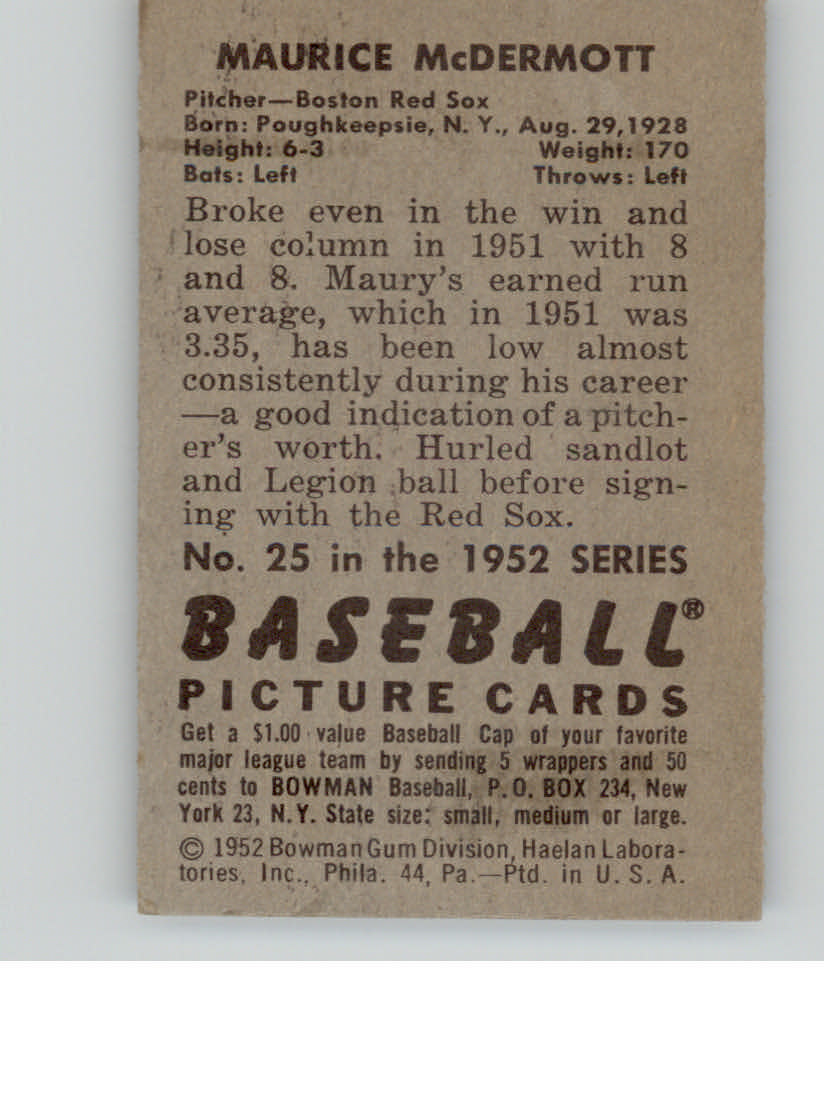 MAURICE McDERMOTT
Pitcher—Boston Red Sox
Born: Poughkeepsie, N. Y., Aug. 29,1928
Height: 6-3 Weight: 170
Bats: Left Throws: Left
Broke even in the win and
lose column in 1951 with 8
and 8. Maury's earned run
average, which in 1951 was
3.35, has been low almost
consistently during his career
—a good indication of a pitch-
er's worth. Hurled sandlot
and Legion ball before sign-
ing with the Red Sox.
No. 25 in the 1952 SERIES
BASEBALL®
PICTURE CARDS
Get a $1.00 value Baseball Cap of your favorite
major league team by sending 5 wrappers and 50
cents to BOWMAN Baseball, P.O. BOX 234, New
York 23, N.Y. State size: small, medium or large.
© 1952 Bowman Gum Division, Haelan Labora-
tories, Inc., Phila. 44, Pa.—Ptd. in U. S. A.